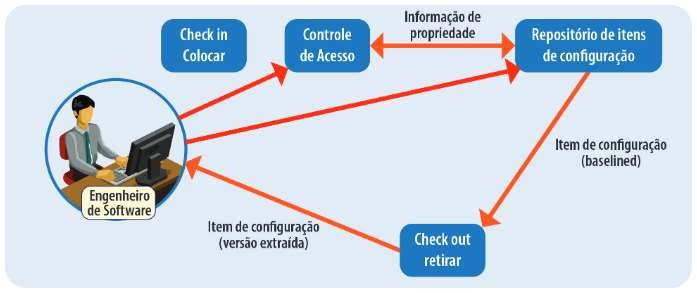 Check in
Colocar
Controle
de Acesso
Informação de
propriedade
Repositório de itens
de configuração
Engenheiro
de Software
Item de configuração
(baselined)
Item de configuração
(versão extraída)
Check out
retirar